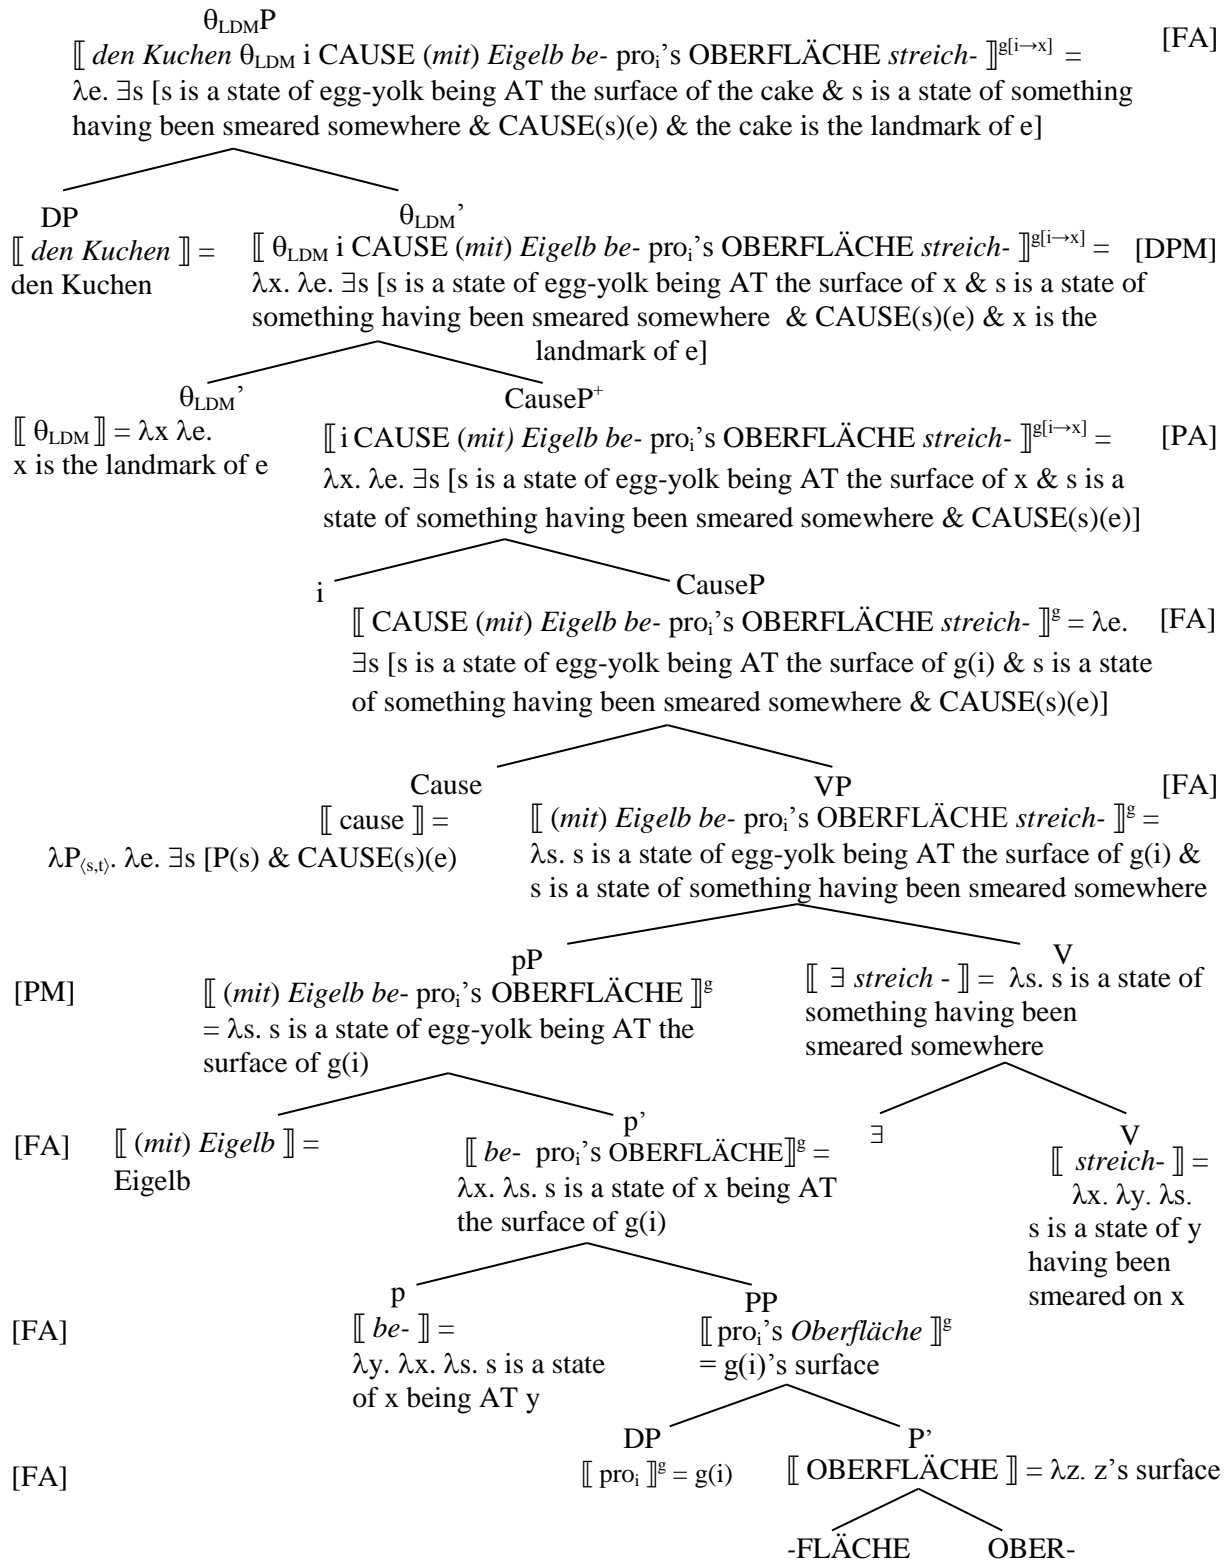 θLDMP
⟦ den Kuchen θLDM i CAUSE (mit) Eigelb be- proi’s OBERFLÄCHE streich- ⟧g[i→x] = [FA]
λe. ∃s [s is a state of egg-yolk being AT the surface of the cake & s is a state of something
having been smeared somewhere & CAUSE(s)(e) & the cake is the landmark of e]
DP
⟦ den Kuchen ⟧ =
den Kuchen
θLDM’
⟦ θLDM i CAUSE (mit) Eigelb be- proi’s OBERFLÄCHE streich- ⟧g[i→x] = [DPM]
λx. λe. ∃s [s is a state of egg-yolk being AT the surface of x & s is a state of
something having been smeared somewhere & CAUSE(s)(e) & x is the
landmark of e]
θLDM’
⟦ θLDM ⟧ = λx λe.
x is the landmark of e
CauseP+
⟦ i CAUSE (mit) Eigelb be- proi’s OBERFLÄCHE streich- ⟧g[i→x] = [PA]
λx. λe. ∃s [s is a state of egg-yolk being AT the surface of x & s is a
state of something having been smeared somewhere & CAUSE(s)(e)]
i
CauseP
⟦ CAUSE (mit) Eigelb be- proi’s OBERFLÄCHE streich- ⟧g = λe. [FA]
∃s [s is a state of egg-yolk being AT the surface of g(i) & s is a state
of something having been smeared somewhere & CAUSE(s)(e)]
Cause
⟦ cause ⟧ =
λP⟨s,t⟩. λe. ∃s [P(s) & CAUSE(s)(e)
VP [FA]
⟦ (mit) Eigelb be- proi’s OBERFLÄCHE streich- ⟧g =
λs. s is a state of egg-yolk being AT the surface of g(i) &
s is a state of something having been smeared somewhere
pP
[PM] ⟦ (mit) Eigelb be- proi’s OBERFLÄCHE ⟧g
= λs. s is a state of egg-yolk being AT the
surface of g(i)
V
⟦ ∃ streich - ⟧ = λs. s is a state of
something having been
smeared somewhere
[FA] ⟦ (mit) Eigelb ⟧ =
Eigelb
p’
⟦ be- proi’s OBERFLÄCHE⟧g =
λx. λs. s is a state of x being AT
the surface of g(i)
∃
V
⟦ streich- ⟧ =
λx. λy. λs.
s is a state of y
having been
smeared on x
p
[FA] ⟦ be- ⟧ =
λy. λx. λs. s is a state
of x being AT y
PP
⟦ proi’s Oberfläche ⟧g
= g(i)’s surface
DP
[FA] ⟦ proi ⟧g = g(i)
P’
⟦ OBERFLÄCHE ⟧ = λz. z’s surface
-FLÄCHE OBER-